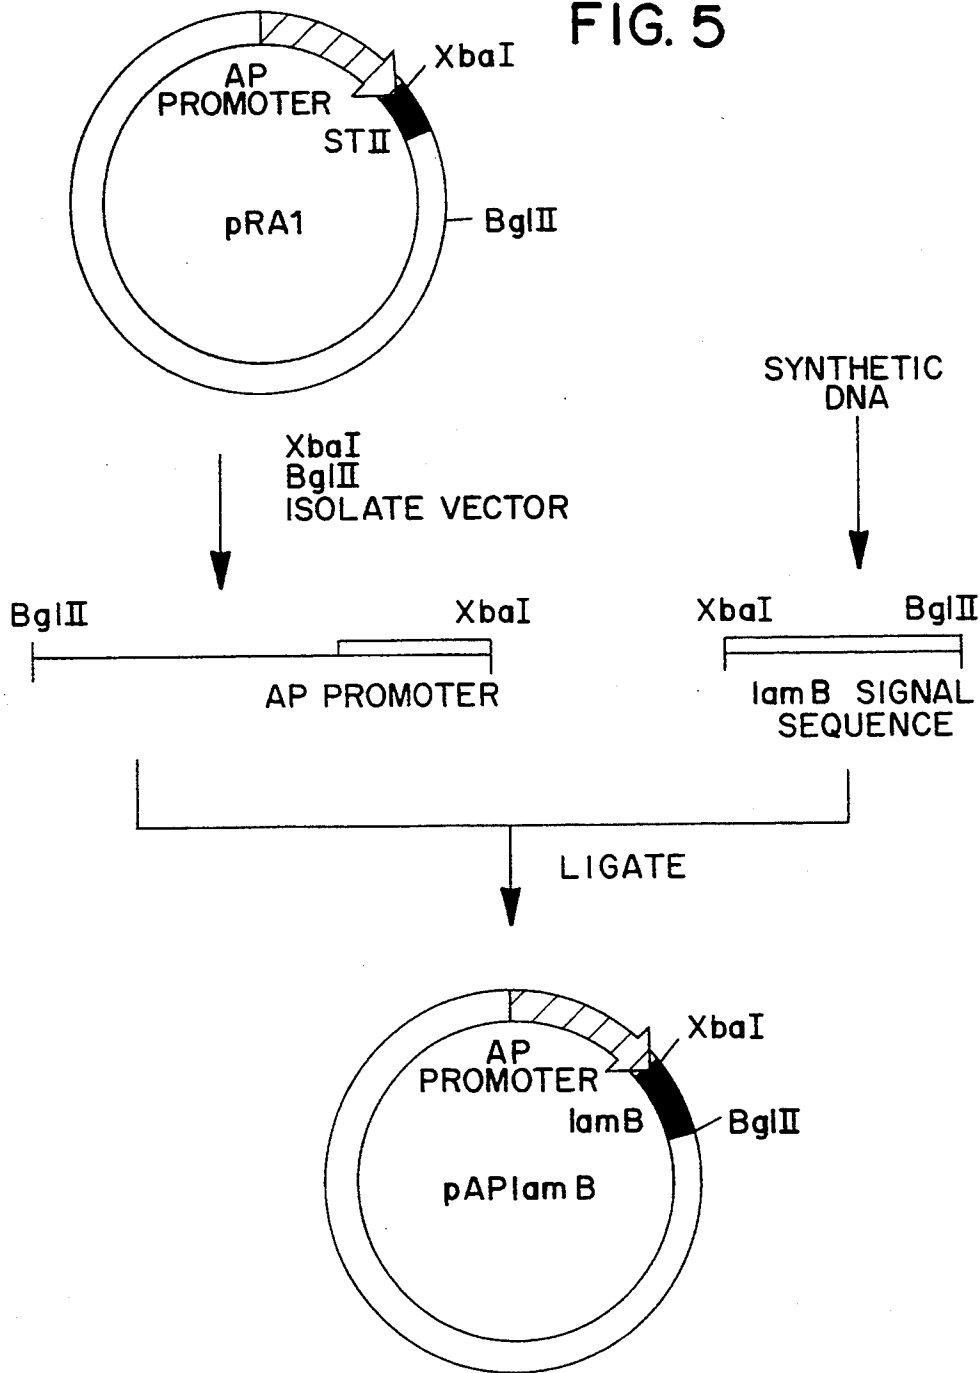 FIG. 5
XbaI
AP
PROMOTER
STII
pRA1
BglII
SYNTHETIC
DNA
XbaI
BglII
ISOLATE VECTOR
BglII
XbaI
XbaI
BglII
AP PROMOTER
lamB SIGNAL
SEQUENCE
LIGATE
XbaI
AP
PROMOTER
lamB
BglII
pAPlamB